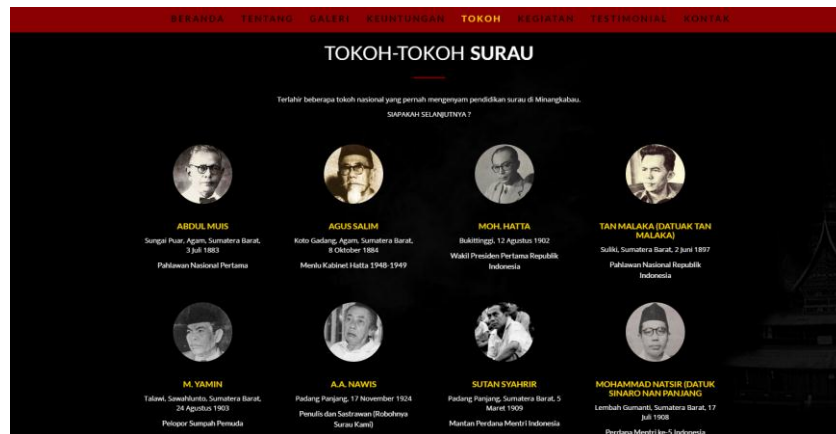 BERANDA TENTANG GALERI KEUNTUNGAN TOKOH KEGIATAN TESTIMONIAL KONTAK
TOKOH-TOKOH SURAU
Terlahir beberapa tokoh nasional yang pernah mengenyam pendidikan surau di Minangkabau.
SIAPAKAH SELANJUTNYA ?
ABDUL MUIS
Sungai Puar, Agam, Sumatera Barat,
3 Juli 1883
Pahlawan Nasional Pertama
AGUS SALIM
Koto Gadang, Agam, Sumatera Barat,
8 Oktober 1884
Menlu Kabinet Hatta 1948-1949
MOH. HATTA
Bukittinggi, 12 Agustus 1902
Wakil Presiden Pertama Republik
Indonesia
TAN MALAKA (DATUAK TAN
MALAKA)
Suliki, Sumatera Barat, 2 Juni 1897
Pahlawan Nasional Republik
Indonesia
M. YAMIN
Talawi, Sawahlunto, Sumatera Barat,
24 Agustus 1903
Pelopor Sumpah Pemuda
A.A. NAWIS
Padang Panjang, 17 November 1924
Penulis dan Sastrawan (Robohnya
Surau Kami)
SUTAN SYAHRIR
Padang Panjang, Sumatera Barat, 5
Maret 1909
Mantan Perdana Mentri Indonesia
MOHAMMAD NATSIR (DATUK
SINARO NAN PANJANG
Lembah Gumanti, Sumatera Barat, 17
Juli 1908
Perdana Mentri ke-5 Indonesia